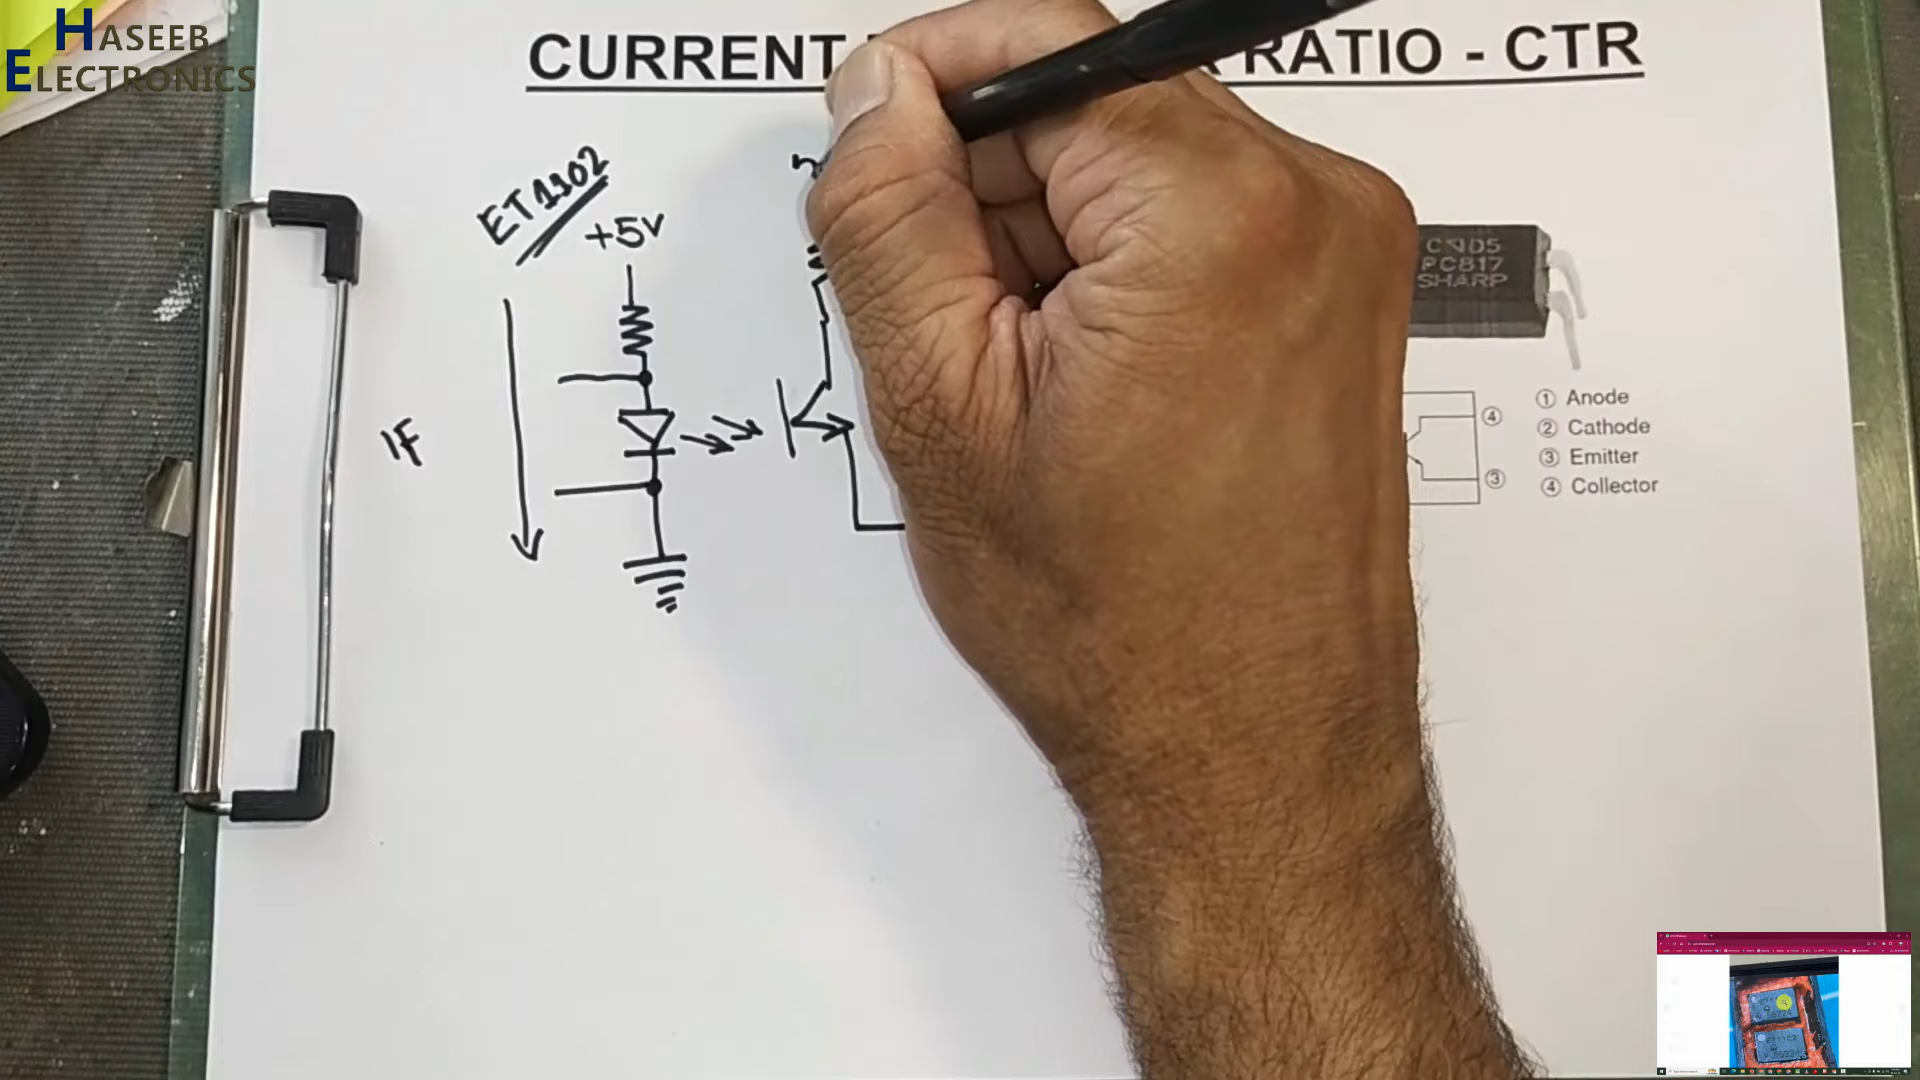 HASEEB
ELECTRONICS
CURRENT RATIO - CTR
ET1102
+5V
IF
PC817
SHARP
① Anode
② Cathode
③ Emitter
④ Collector
④
③